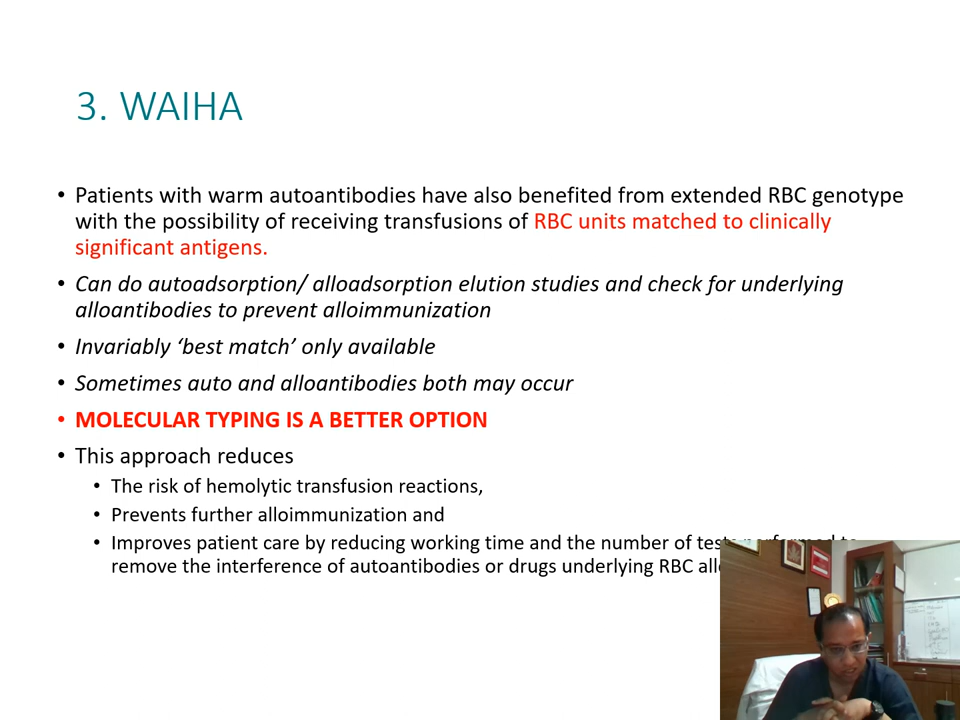 3. WAIHA
• Patients with warm autoantibodies have also benefited from extended RBC genotype
with the possibility of receiving transfusions of RBC units matched to clinically
significant antigens.
• Can do autoadsorption/ alloadsorption elution studies and check for underlying
alloantibodies to prevent alloimmunization
• Invariably ‘best match’ only available
• Sometimes auto and alloantibodies both may occur
• MOLECULAR TYPING IS A BETTER OPTION
• This approach reduces
• The risk of hemolytic transfusion reactions,
• Prevents further alloimmunization and
• Improves patient care by reducing working time and the number of tests performed to
remove the interference of autoantibodies or drugs underlying RBC